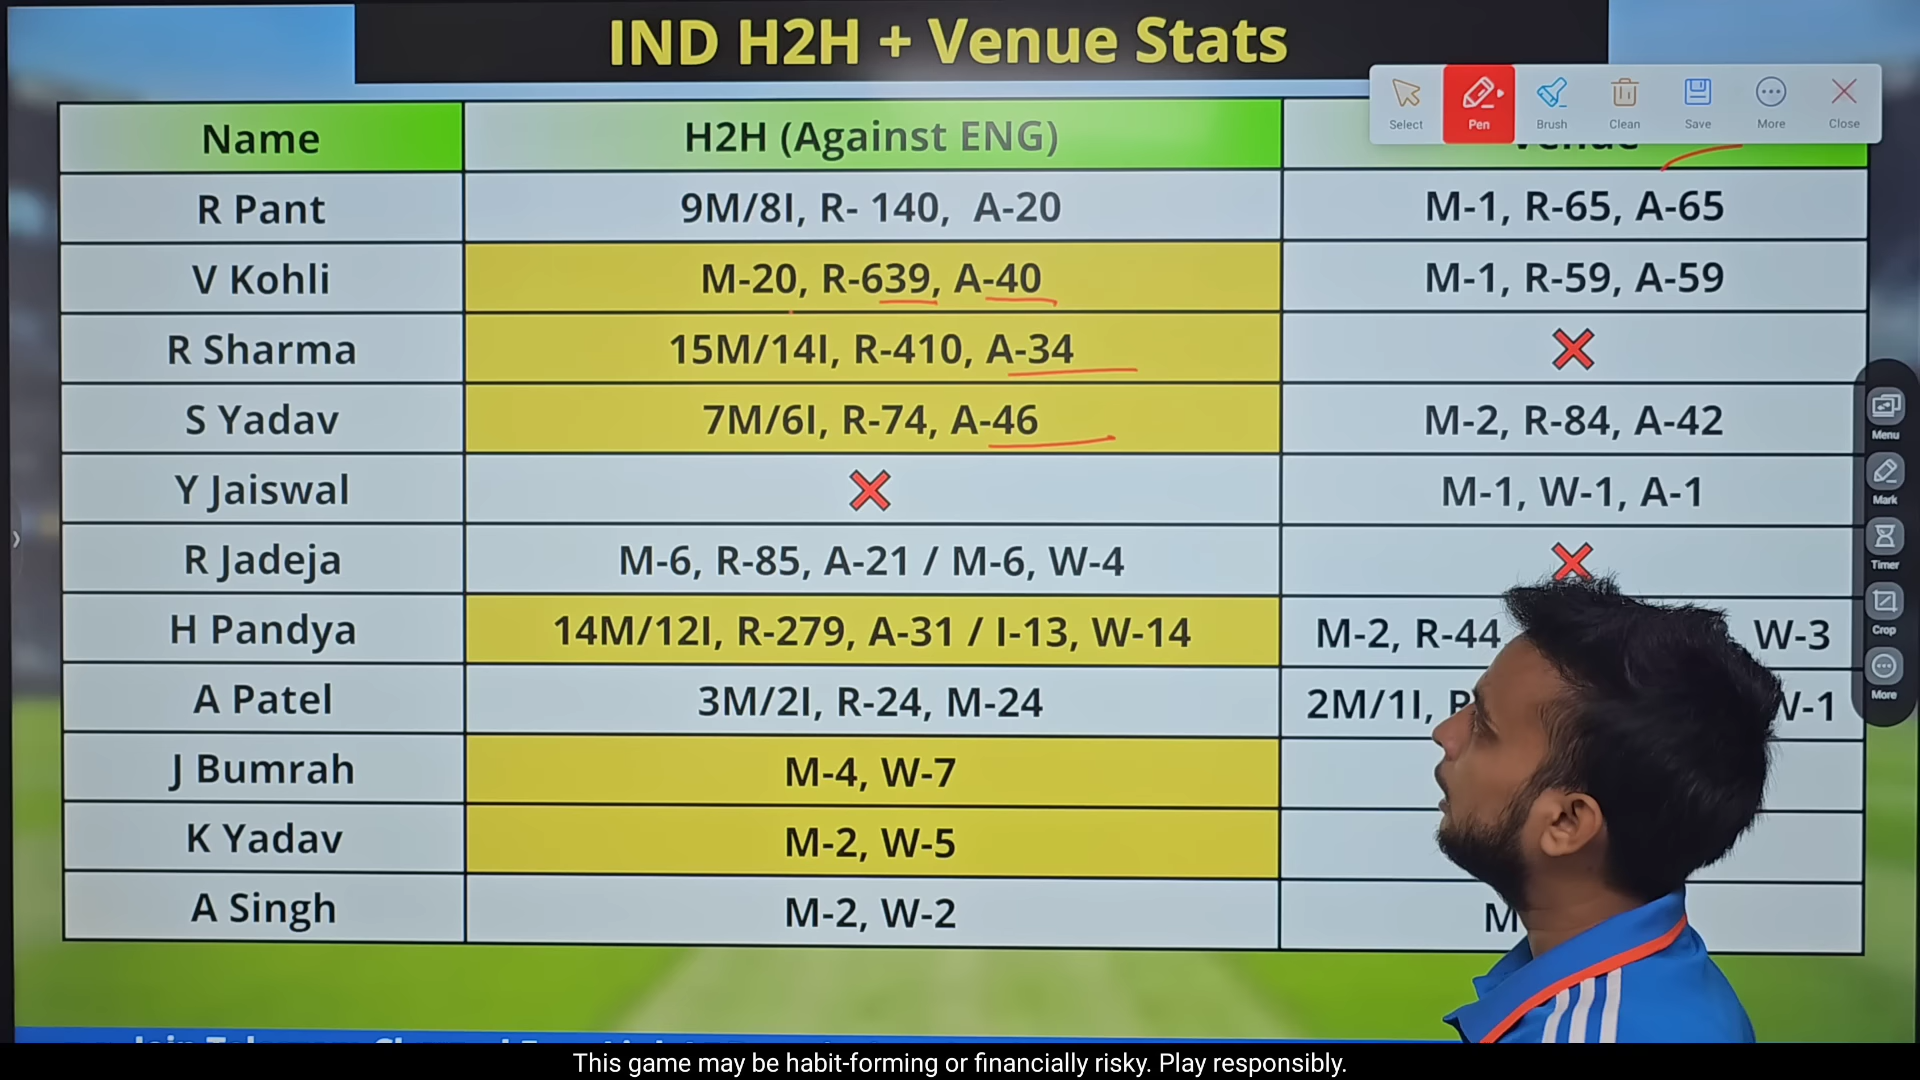 IND H2H + Venue Stats
Select Pen Brush Clean Save More Close
Name H2H (Against ENG) Venue
R Pant 9M/8I, R- 140, A-20 M-1, R-65, A-65
V Kohli M-20, R-639, A-40 M-1, R-59, A-59
R Sharma 15M/14I, R-410, A-34 ❌
S Yadav 7M/6I, R-74, A-46 M-2, R-84, A-42
Y Jaiswal ❌ M-1, W-1, A-1
R Jadeja M-6, R-85, A-21 / M-6, W-4 ❌
H Pandya 14M/12I, R-279, A-31 / I-13, W-14 M-2, R-44 W-3
A Patel 3M/2I, R-24, M-24 2M/1I, W-1
J Bumrah M-4, W-7
K Yadav M-2, W-5
A Singh M-2, W-2 M
Menu
Mark
Timer
Crop
More
This game may be habit-forming or financially risky. Play responsibly.